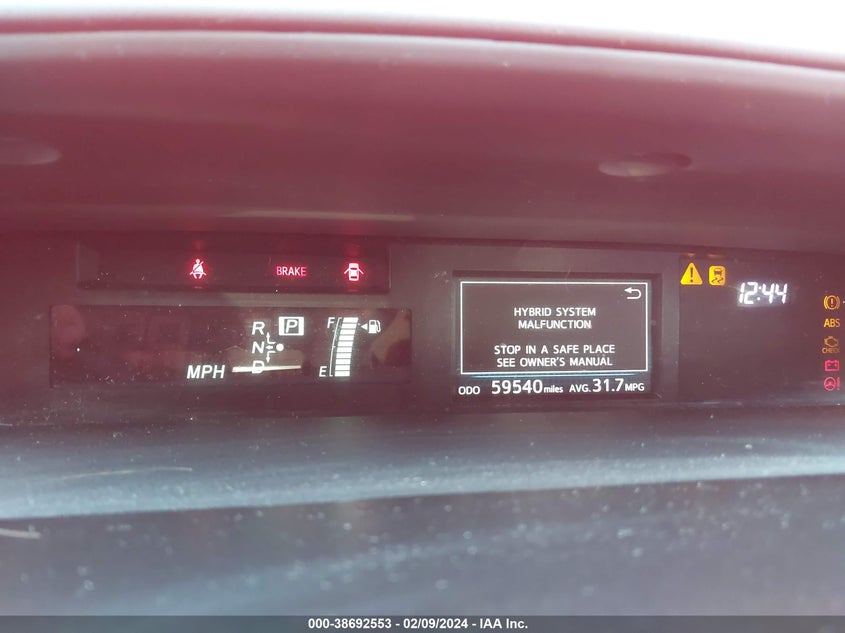 BRAKE
12:44
R
P
N
D
MPH
F
E
HYBRID SYSTEM
MALFUNCTION
STOP IN A SAFE PLACE
SEE OWNER'S MANUAL
ODO 59540 miles AVG. 31.7 MPG
ABS
CHECK
000-38692553 - 02/09/2024 - IAA Inc.